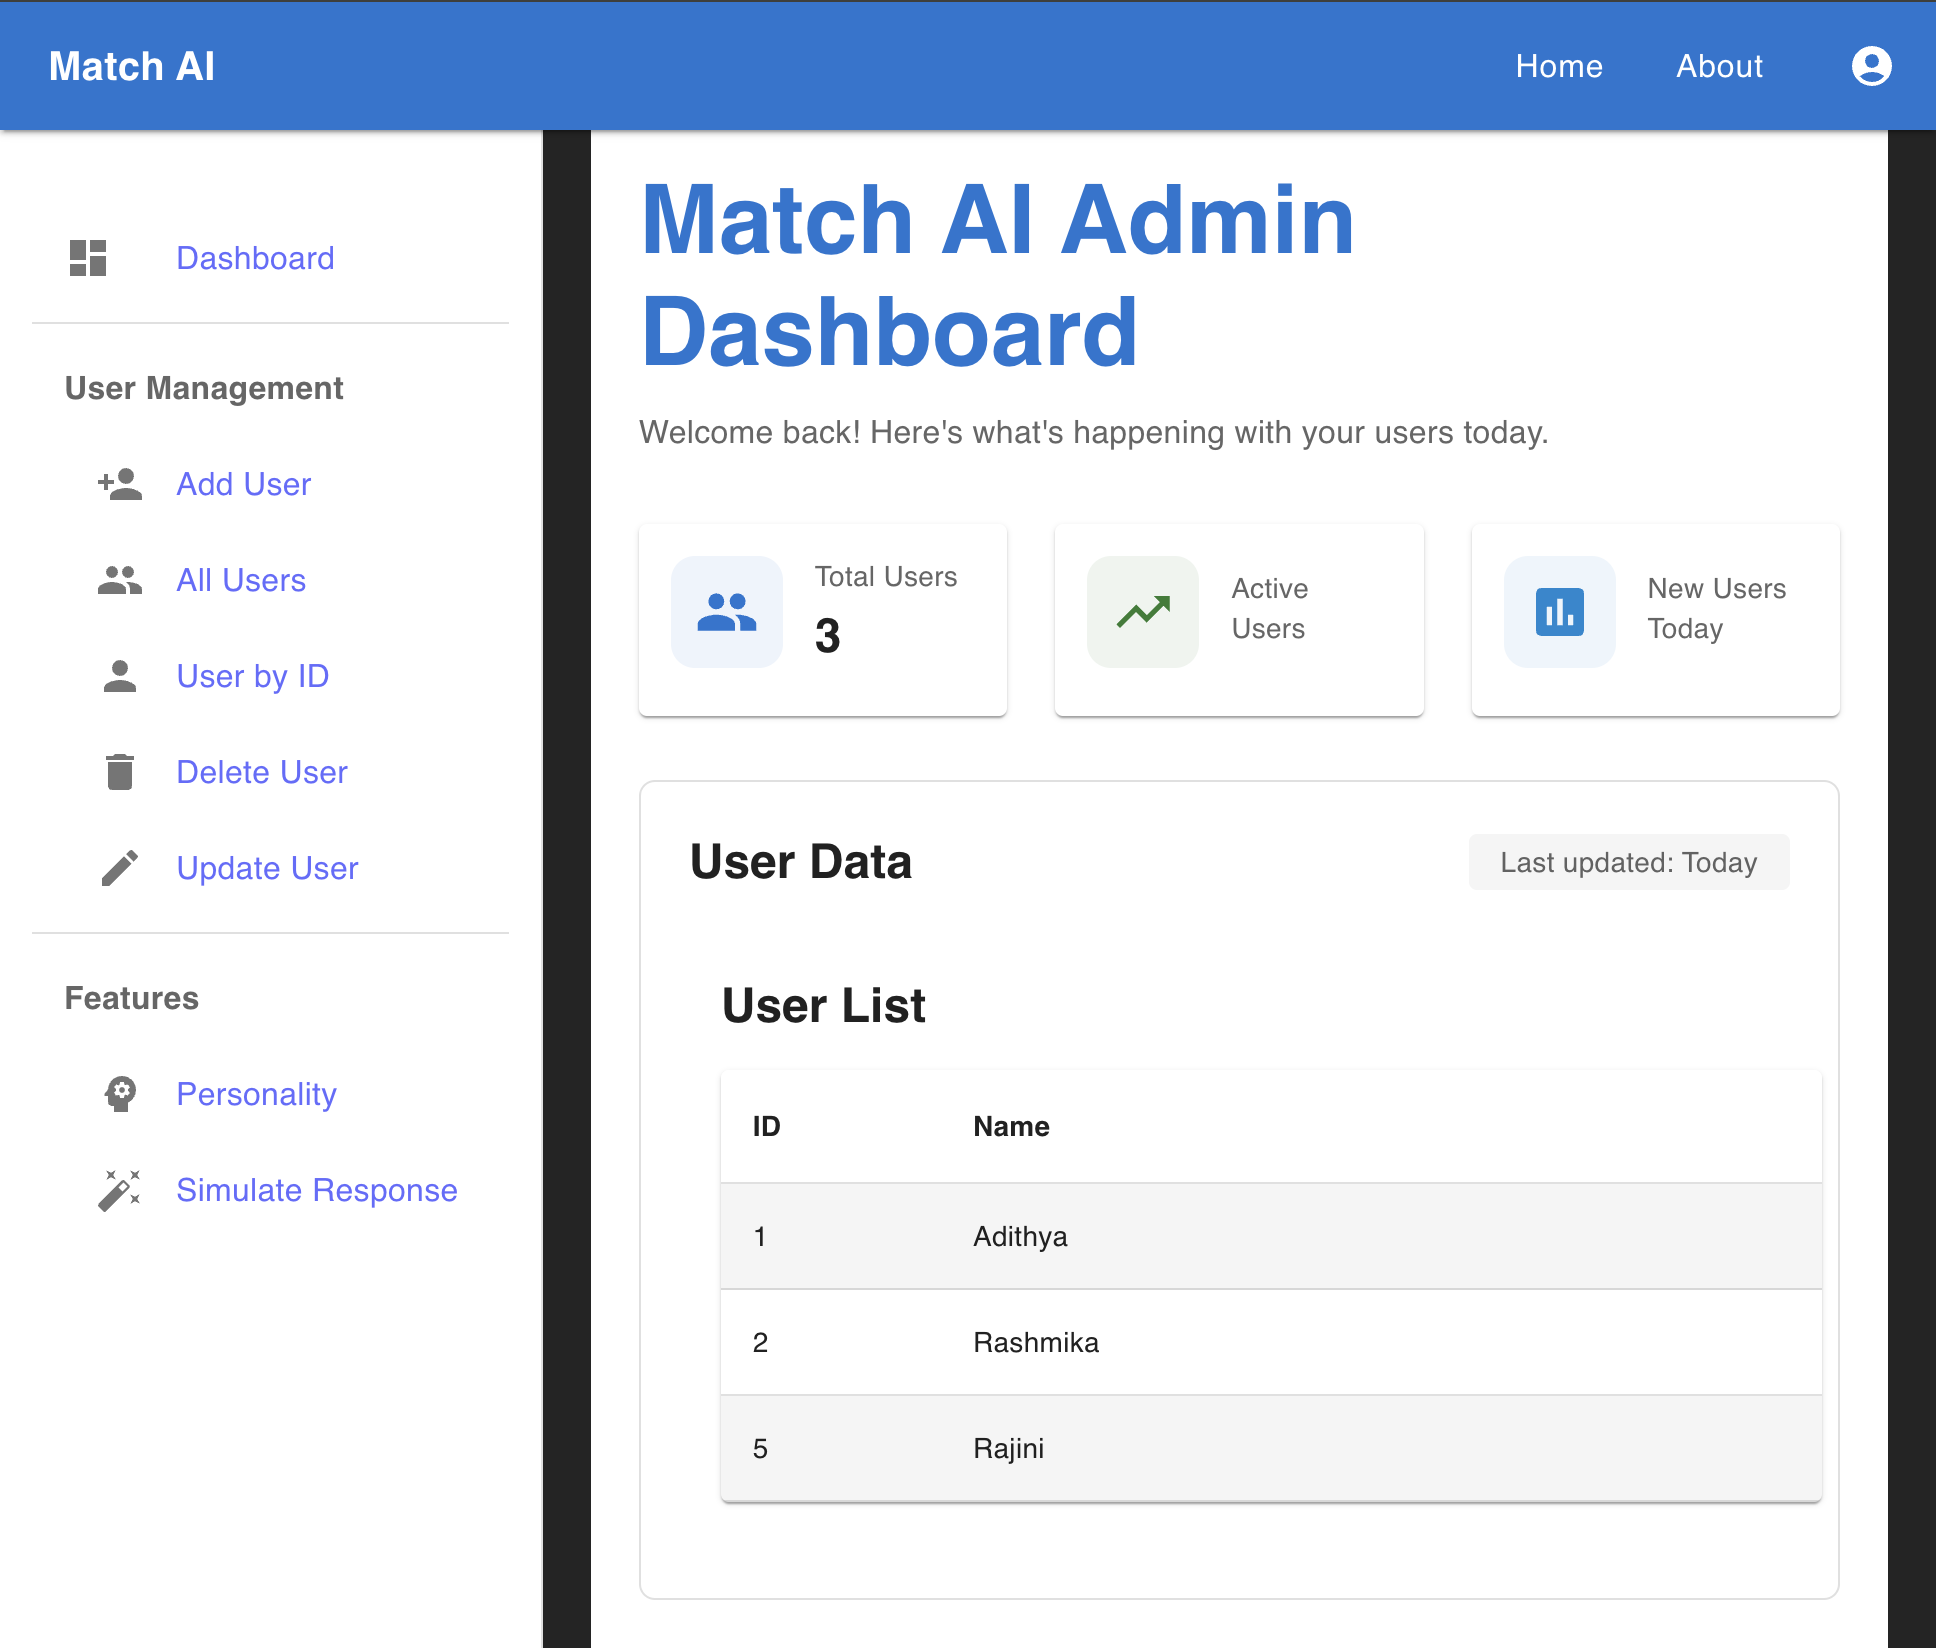 Match AI
Home
About
Dashboard
User Management
Add User
All Users
User by ID
Delete User
Update User
Features
Personality
Simulate Response
Match AI Admin
Dashboard
Welcome back! Here's what's happening with your users today.
Total Users
3
Active
Users
New Users
Today
User Data
Last updated: Today
User List
ID Name
1 Adithya
2 Rashmika
5 Rajini